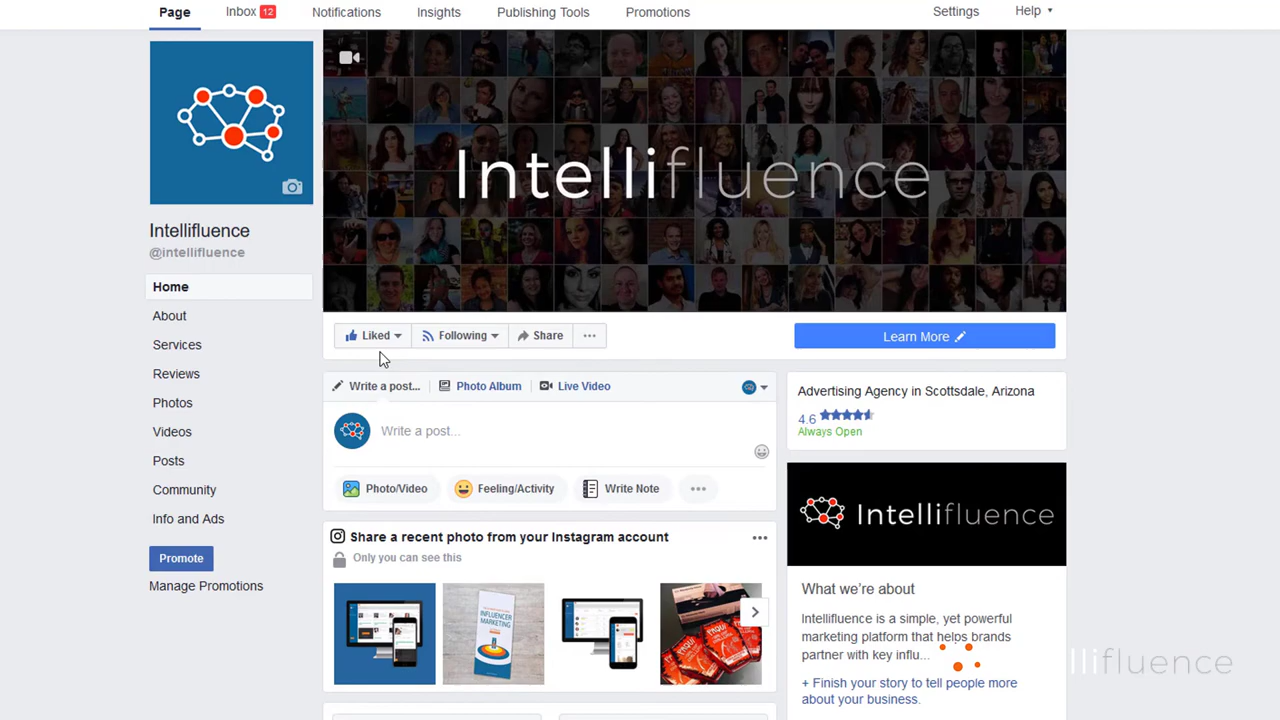 Page
Inbox 12
Notifications
Insights
Publishing Tools
Promotions
Settings
Help
Intellifluence
@intellifluence
Home
About
Services
Reviews
Photos
Videos
Posts
Community
Info and Ads
Promote
Manage Promotions
Intellifluence
Liked
Following
Share
Learn More
Write a post...
Photo Album
Live Video
Write a post...
Photo/Video
Feeling/Activity
Write Note
Share a recent photo from your Instagram account
Only you can see this
INFLUENCER
MARKETING
Advertising Agency in Scottsdale, Arizona
4.6
Always Open
Intellifluence
What we're about
Intellifluence is a simple, yet powerful
marketing platform that helps brands
partner with key influ...
+ Finish your story to tell people more
about your business.
llifluence